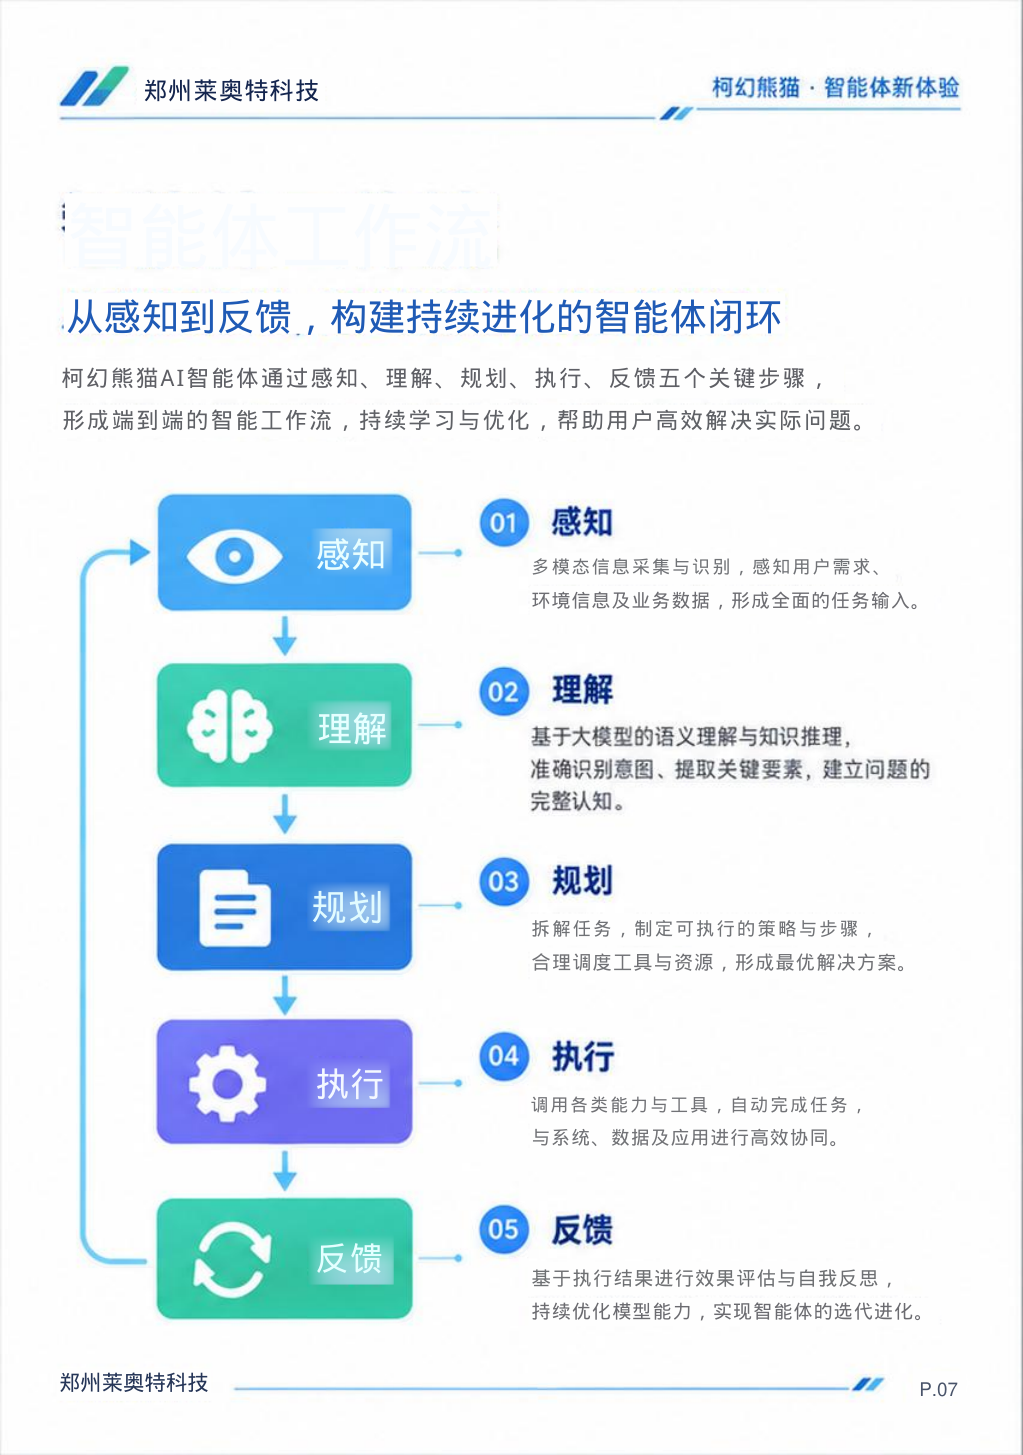 郑州莱奥特科技
柯幻熊猫·智能体新体验
智能体工作流
从感知到反馈，构建持续进化的智能体闭环
柯幻熊猫AI智能体通过感知、理解、规划、执行、反馈五个关键步骤，
形成端到端的智能工作流，持续学习与优化，帮助用户高效解决实际问题。
感知
01 感知
多模态信息采集与识别，感知用户需求、
环境信息及业务数据，形成全面的任务输入。
理解
02 理解
基于大模型的语义理解与知识推理，
准确识别意图、提取关键要素，建立问题的
完整认知。
规划
03 规划
拆解任务，制定可执行的策略与步骤，
合理调度工具与资源，形成最优解决方案。
执行
04 执行
调用各类能力与工具，自动完成任务，
与系统、数据及应用进行高效协同。
反馈
05 反馈
基于执行结果进行效果评估与自我反思，
持续优化模型能力，实现智能体的选代进化。
郑州莱奥特科技
P.07